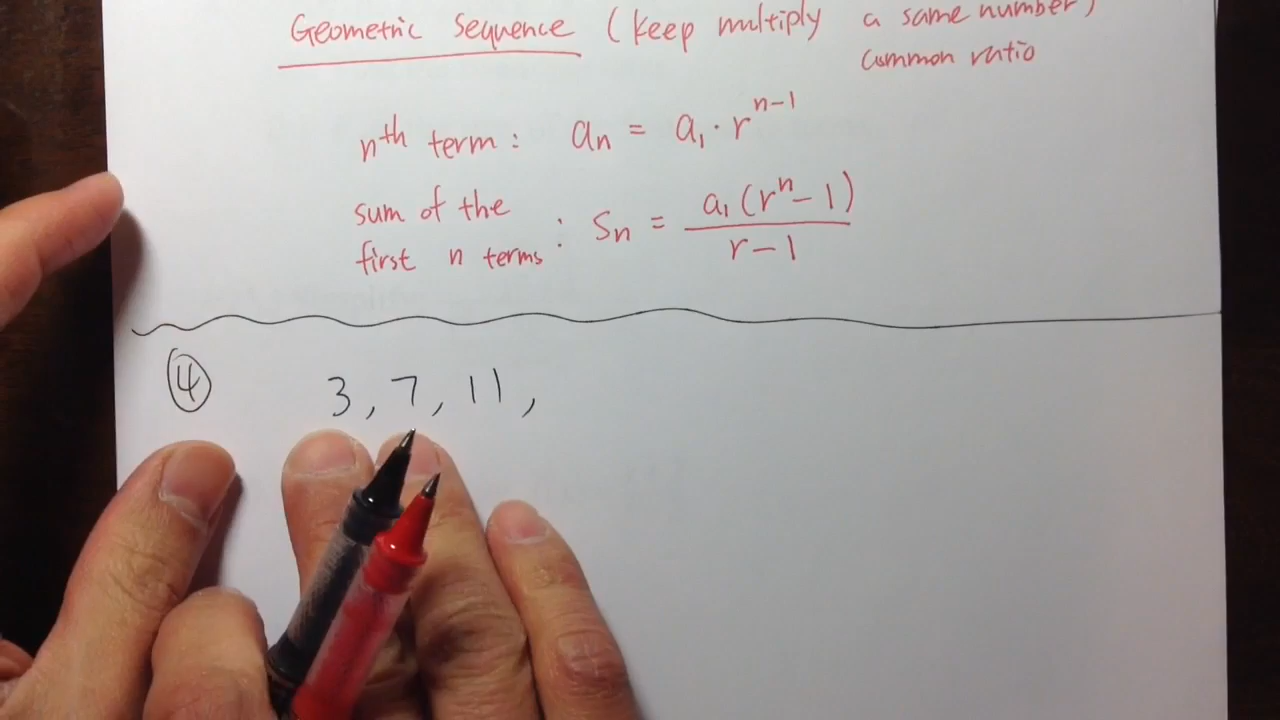 Geometric Sequence (keep multiply a same number)
common ratio
nth term : aₙ = a₁ · r^(n-1)
sum of the
first n terms : Sₙ = a₁(rⁿ - 1) / (r - 1)
④ 3, 7, 11,